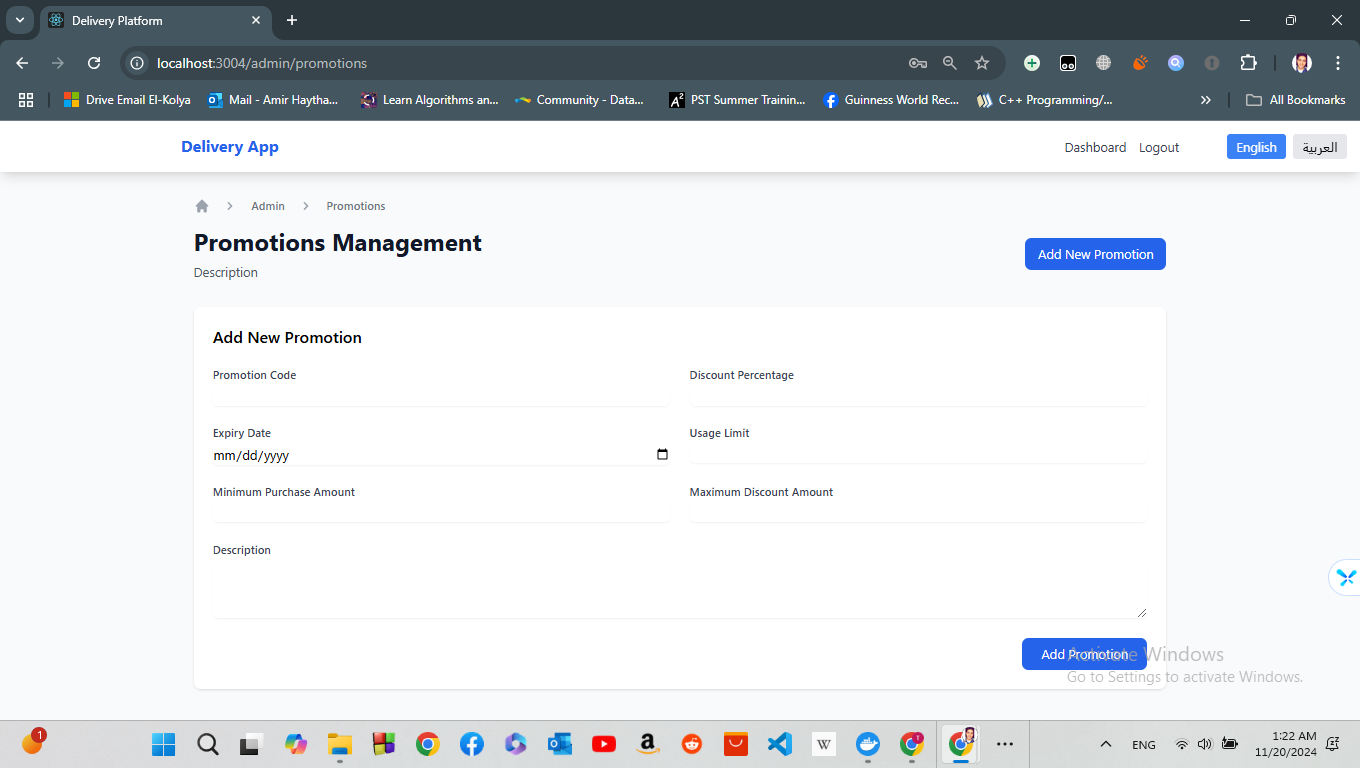 Delivery Platform
localhost:3004/admin/promotions
Drive Email El-Kolya
Mail - Amir Haytha...
Learn Algorithms an...
Community - Data...
PST Summer Trainin...
Guinness World Rec...
C++ Programming/...
All Bookmarks
Delivery App
Dashboard
Logout
English
العربية
Admin
Promotions
Promotions Management
Description
Add New Promotion
Add New Promotion
Promotion Code
Discount Percentage
Expiry Date
Usage Limit
mm/dd/yyyy
Minimum Purchase Amount
Maximum Discount Amount
Description
Add Promotion
Activate Windows
Go to Settings to activate Windows.
1
W
1
ENG
1:22 AM
11/20/2024